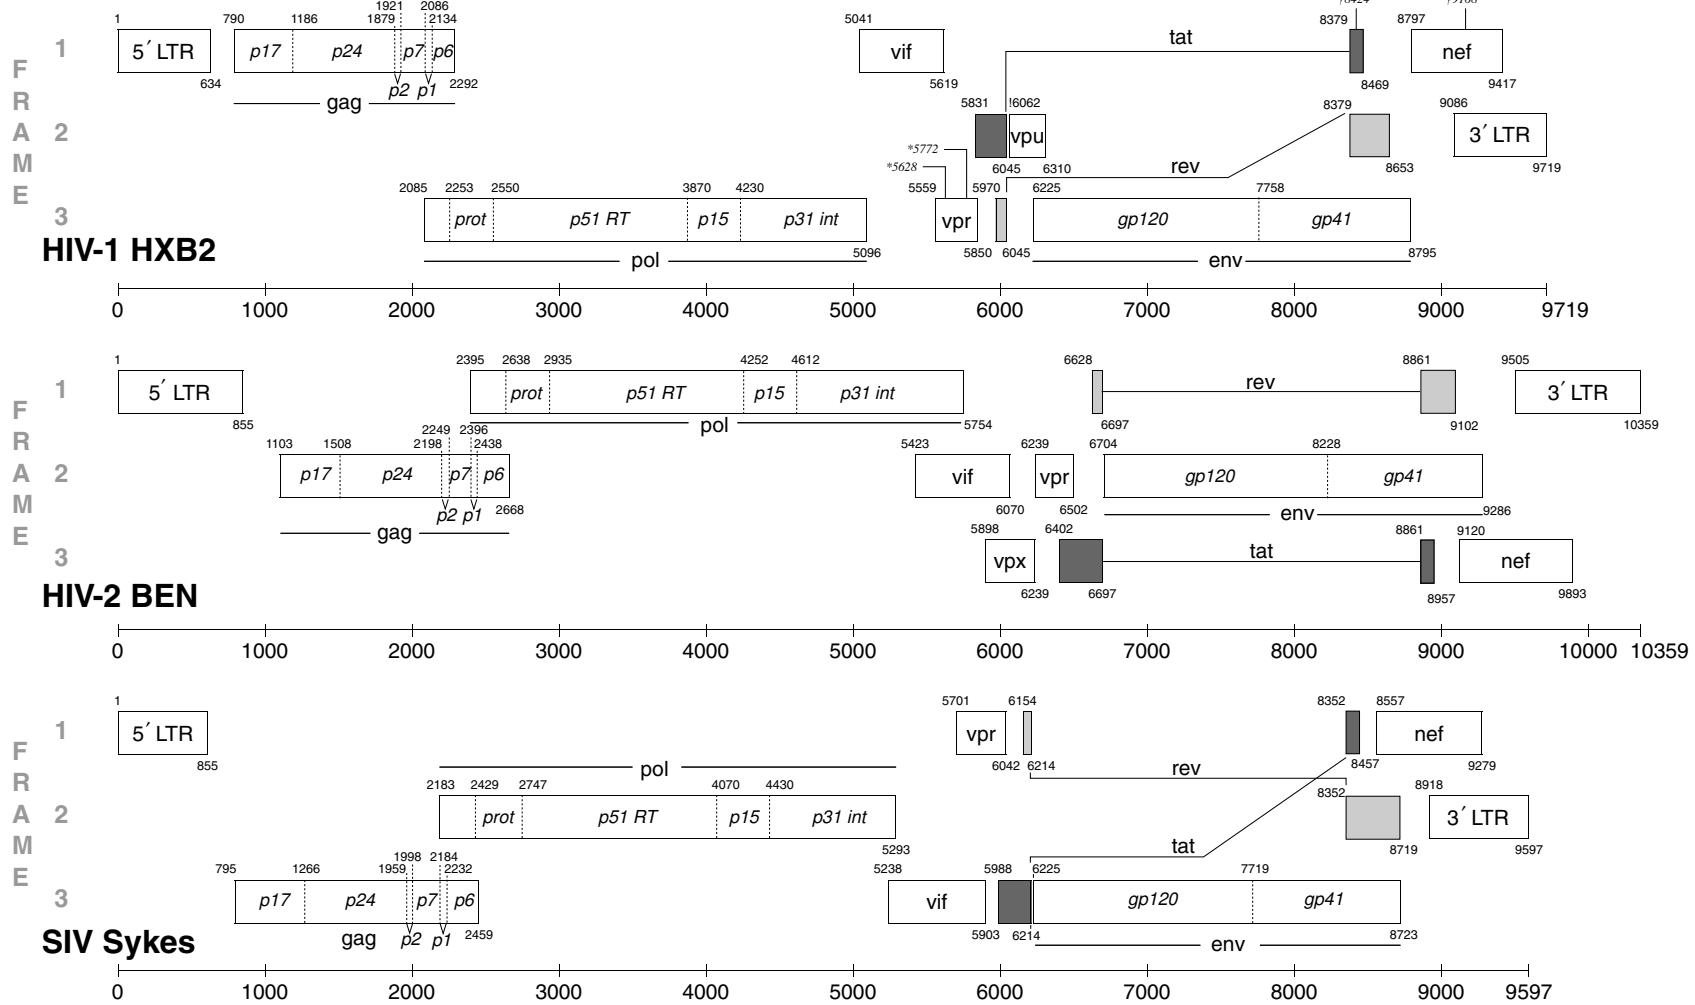 1921 2086
1 790 1186 1879 2134 5041 8379 8797
F R A M E
1 5′ LTR p17 p24 p7 p6 vif tat nef
634 p2 p1 2292 5619 8469 9417
gag
5831 !6062 8379 9086
2 vpu 3′ LTR
*5772
*5628
6045 6310 rev 8653 9719
2085 2253 2550 3870 4230 5559 5970 6225 7758
3 prot p51 RT p15 p31 int vpr gp120 gp41
HIV-1 HXB2
5096 5850 6045 8795
pol env
0 1000 2000 3000 4000 5000 6000 7000 8000 9000 9719
1 2395 2638 2935 4252 4612 6628 8861 9505
F R A M E
1 5′ LTR prot p51 RT p15 p31 int rev 3′ LTR
855 pol 5754 6697 9102 10359
2249 2396
1103 1508 2198 2438 5423 6239 6704 8228
2 p17 p24 p7 p6 vif vpr gp120 gp41
p2 p1 2668 6070 6502 env 9286
gag
5898 6402 8861 9120
3 vpx tat nef
HIV-2 BEN
6239 6697 8957 9893
0 1000 2000 3000 4000 5000 6000 7000 8000 9000 10000 10359
1 5701 6154 8352 8557
F R A M E
1 5′ LTR vpr nef
855 6042 6214 8457 9279
pol rev
2183 2429 2747 4070 4430 8352 8918
2 prot p51 RT p15 p31 int 3′ LTR
5293 tat 8719 9597
1998 2184
795 1266 1959 2232 5238 5988 6225 7719
3 p17 p24 p7 p6 vif gp120 gp41
SIV Sykes
gag p2 p1 2459 5903 6214 env 8723
0 1000 2000 3000 4000 5000 6000 7000 8000 9000 9597